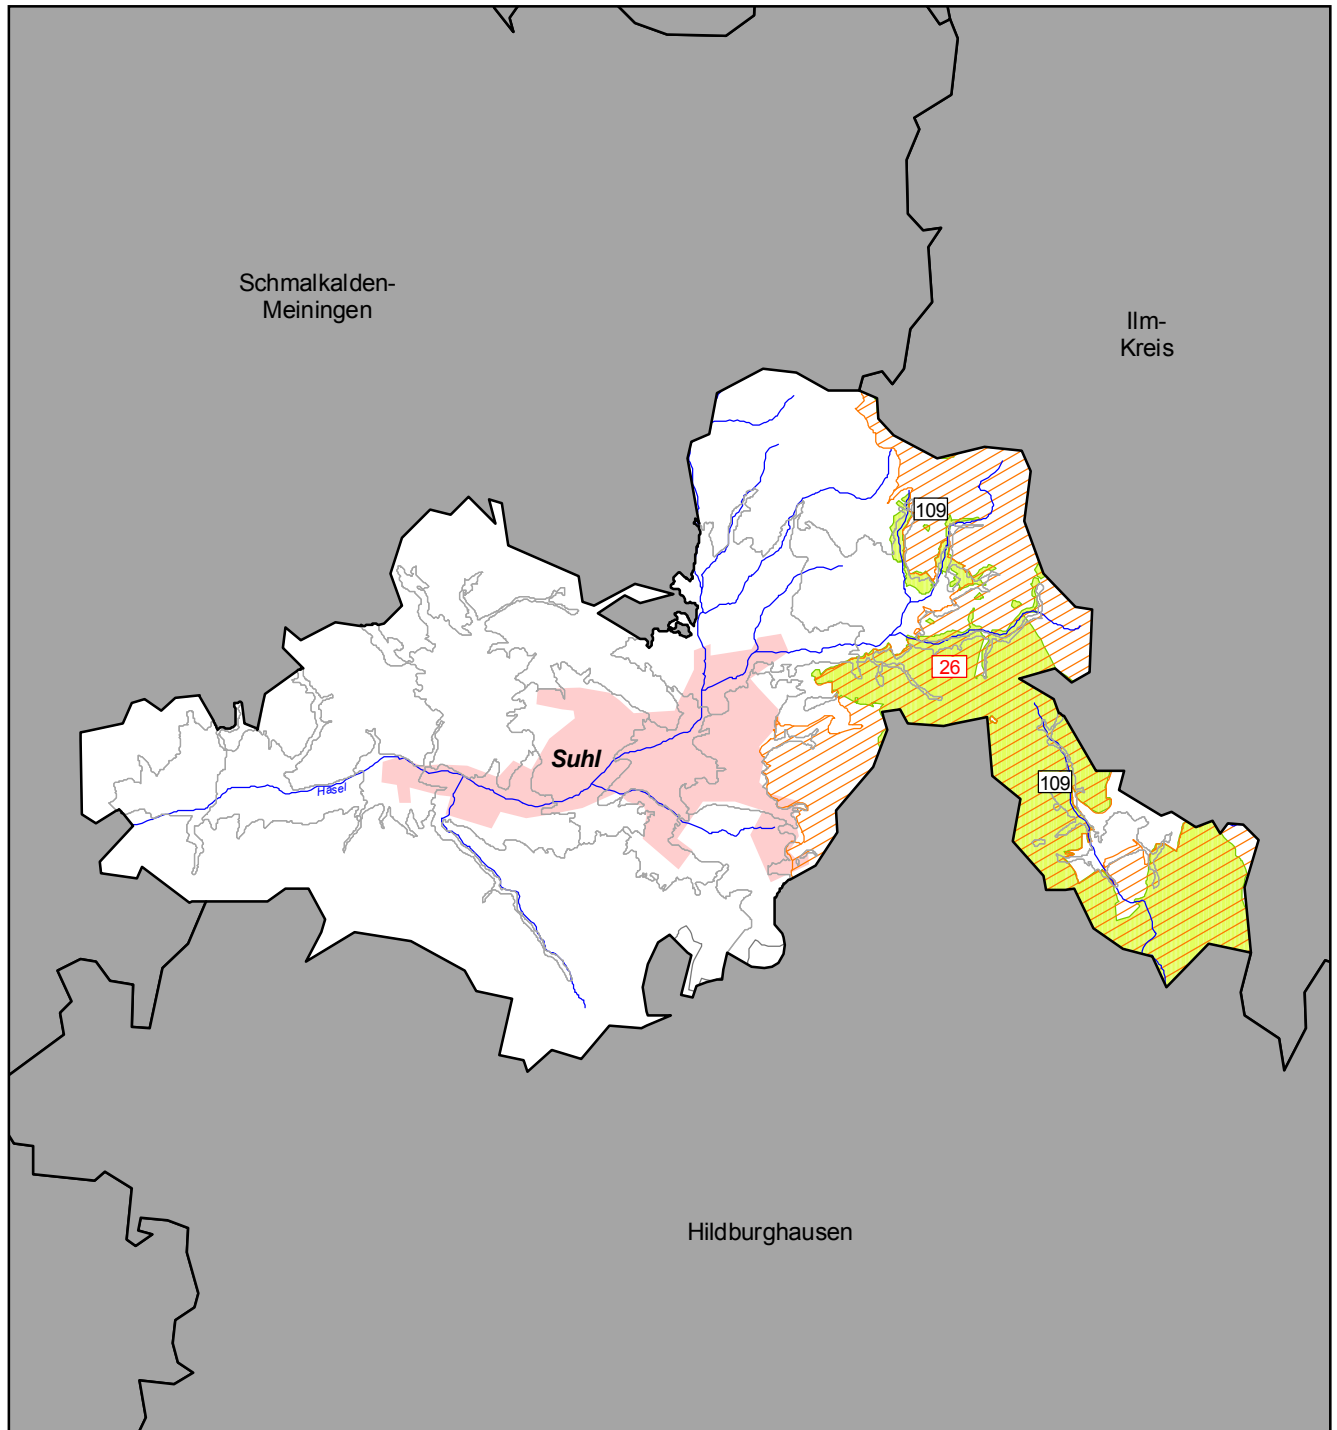 Schmalkalden-
Meiningen
Ilm-
Kreis
109
26
Suhl
109
Hasel
Hildburghausen